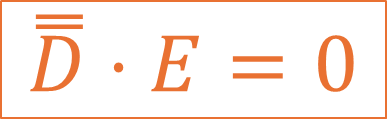 D̿ · E = 0